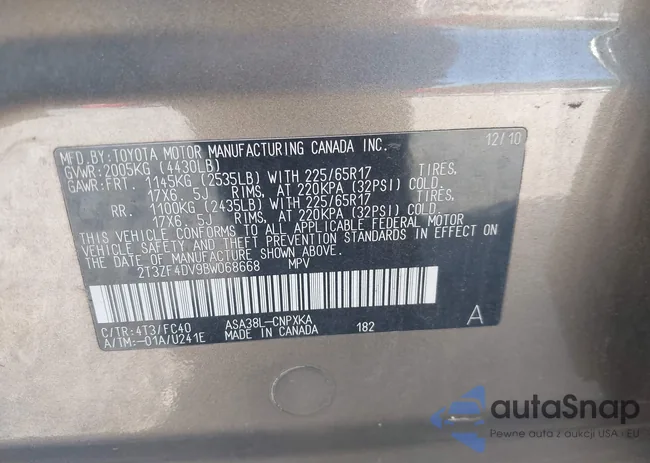 MFD.BY:TOYOTA MOTOR MANUFACTURING CANADA INC. 12/10
GVWR:2005KG (4430LB)
GAWR:FRT. 1145KG (2535LB) WITH 225/65R17 TIRES,
17X6.5J RIMS, AT 220KPA (32PSI) COLD.
RR. 1100KG (2435LB) WITH 225/65R17 TIRES,
17X6.5J RIMS, AT 220KPA (32PSI) COLD.
THIS VEHICLE CONFORMS TO ALL APPLICABLE FEDERAL MOTOR
VEHICLE SAFETY AND THEFT PREVENTION STANDARDS IN EFFECT
ON THE DATE OF MANUFACTURE SHOWN ABOVE.
2T3ZF4DV9BW068668 MPV
C/TR:4T3/FC40 ASA38L-CNPXKA A
A/TM:-01A/U241E MADE IN CANADA 182
autaSnap
Pewne auta z aukcji USA - EU